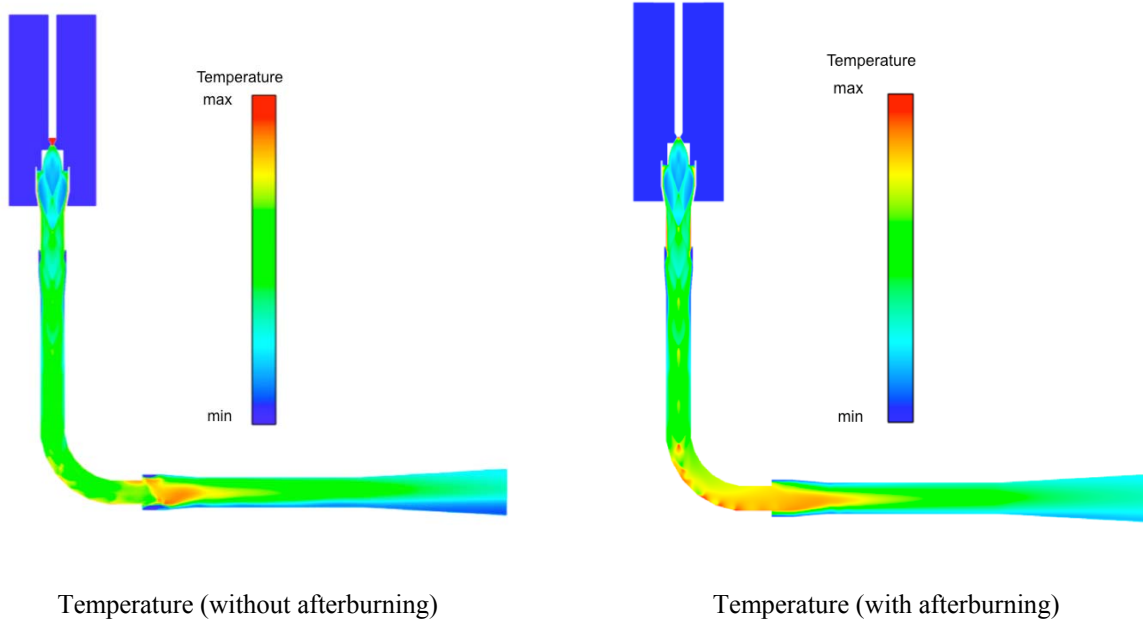 Temperature
max
min
Temperature
max
min
Temperature (without afterburning)
Temperature (with afterburning)